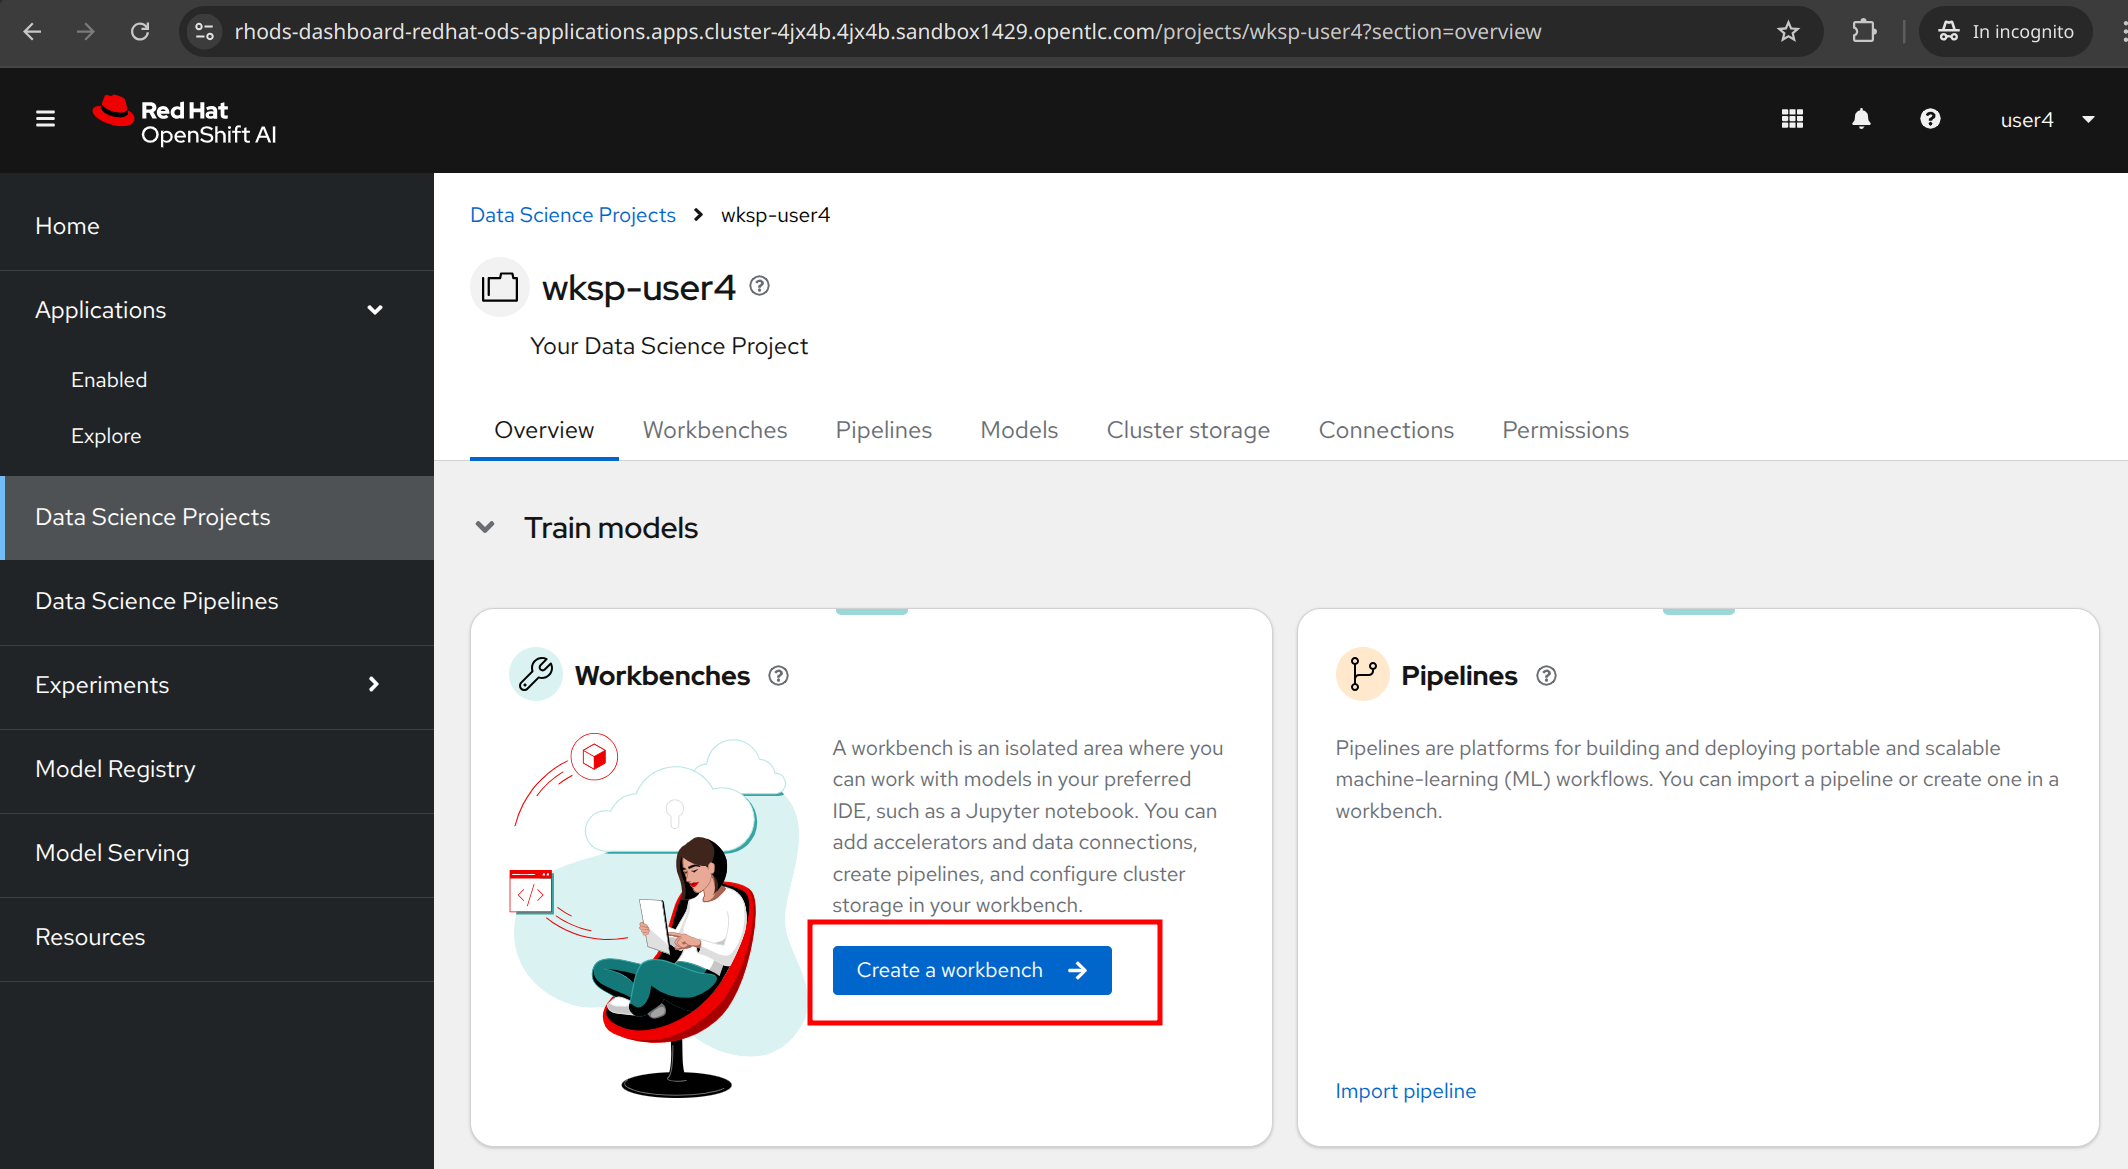 rhods-dashboard-redhat-ods-applications.apps.cluster-4jx4b.4jx4b.sandbox1429.opentlc.com/projects/wksp-user4?section=overview
In incognito
Red Hat
OpenShift AI
user4
Home
Applications
Enabled
Explore
Data Science Projects
Data Science Pipelines
Experiments
Model Registry
Model Serving
Resources
Data Science Projects > wksp-user4
wksp-user4
Your Data Science Project
Overview Workbenches Pipelines Models Cluster storage Connections Permissions
Train models
Workbenches
A workbench is an isolated area where you
can work with models in your preferred
IDE, such as a Jupyter notebook. You can
add accelerators and data connections,
create pipelines, and configure cluster
storage in your workbench.
Create a workbench
Pipelines
Pipelines are platforms for building and deploying portable and scalable
machine-learning (ML) workflows. You can import a pipeline or create one in a
workbench.
Import pipeline